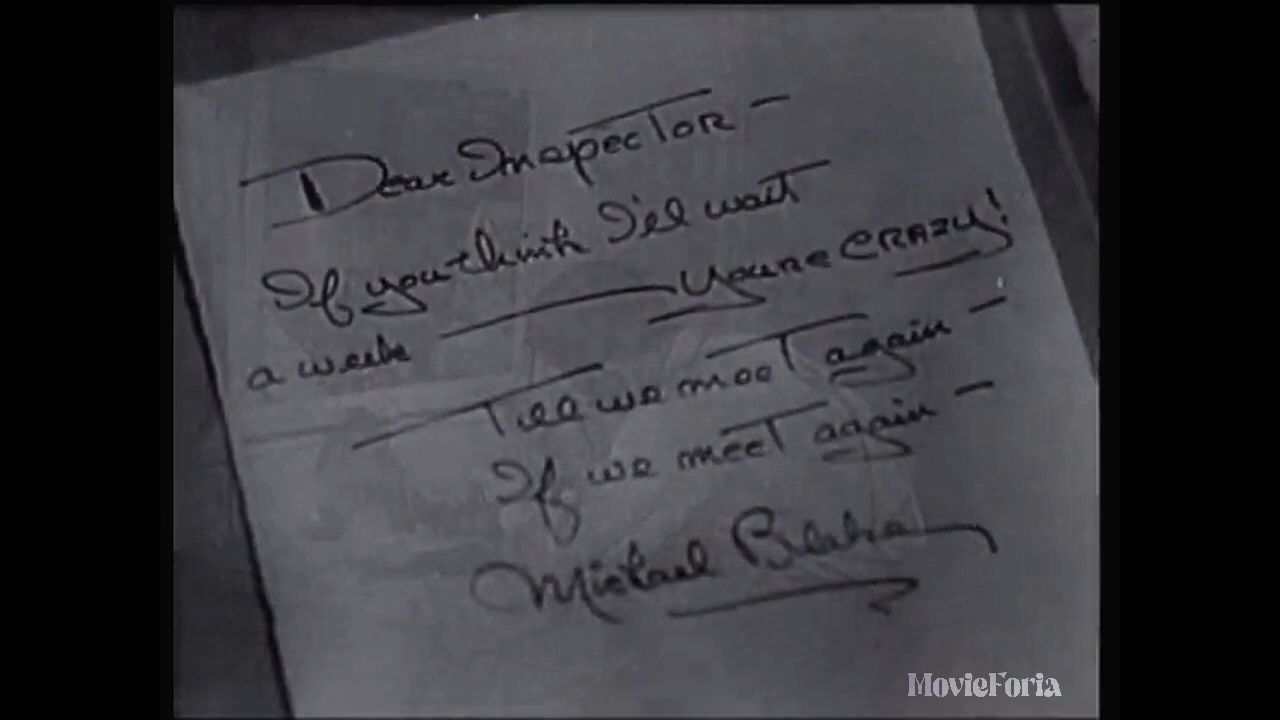 Dear Inspector —
If you think I'll wait
a week — you're CRAZY!
Till we meet again —
If we meet again —
Michael Blake
MovieForia